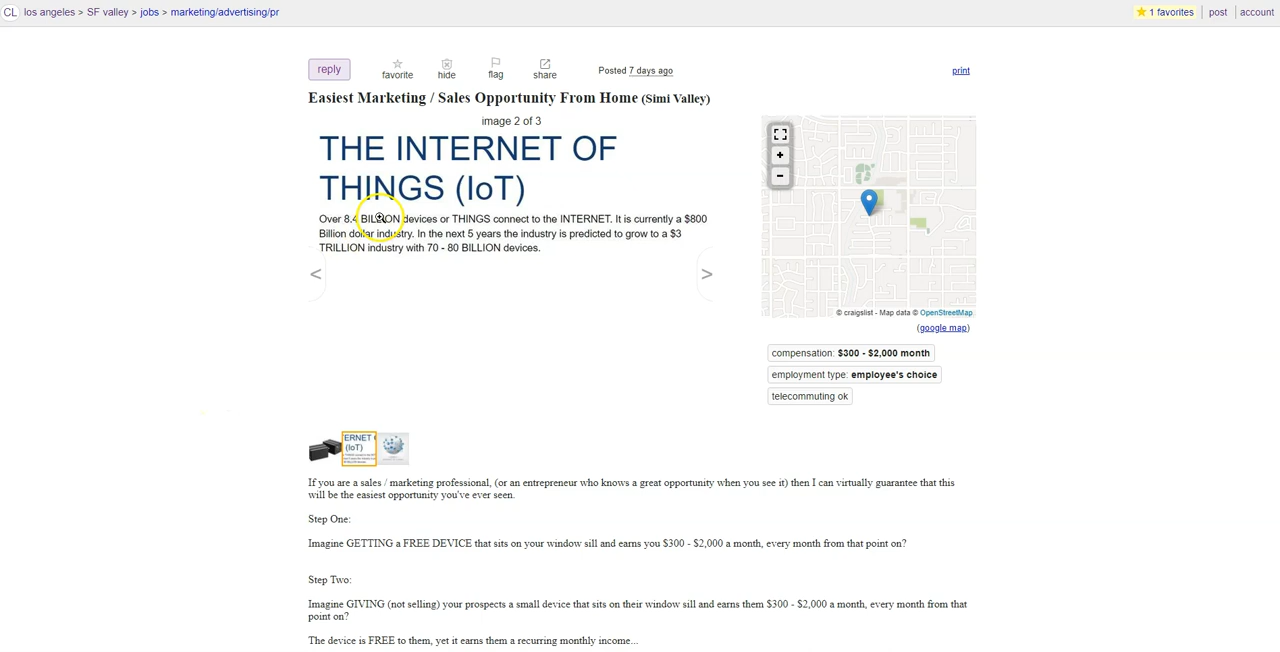 CL los angeles > SF valley > jobs > marketing/advertising/pr
1 favorites post account
reply favorite hide flag share Posted 7 days ago print
Easiest Marketing / Sales Opportunity From Home (Simi Valley)
image 2 of 3
THE INTERNET OF
THINGS (IoT)
Over 8.4 BILLION devices or THINGS connect to the INTERNET. It is currently a $800
Billion dollar industry. In the next 5 years the industry is predicted to grow to a $3
TRILLION industry with 70 - 80 BILLION devices.
< >
+
−
© craigslist - Map data © OpenStreetMap
(google map)
compensation: $300 - $2,000 month
employment type: employee's choice
telecommuting ok
ERNET
(IoT)
If you are a sales / marketing professional, (or an entrepreneur who knows a great opportunity when you see it) then I can virtually guarantee that this
will be the easiest opportunity you've ever seen.
Step One:
Imagine GETTING a FREE DEVICE that sits on your window sill and earns you $300 - $2,000 a month, every month from that point on?
Step Two:
Imagine GIVING (not selling) your prospects a small device that sits on their window sill and earns them $300 - $2,000 a month, every month from that
point on?
The device is FREE to them, yet it earns them a recurring monthly income...